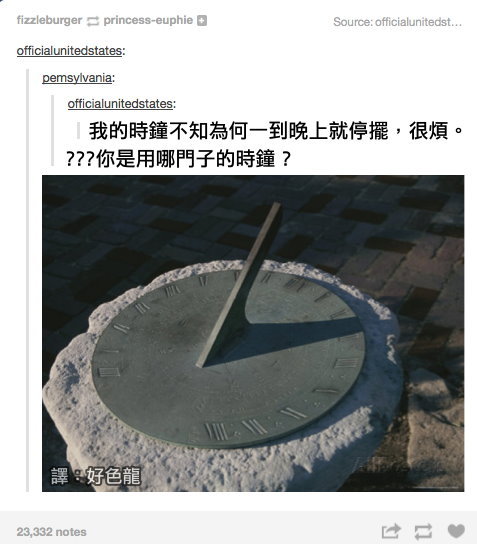 fizzleburger princess-euphie
Source: officialunitedst...
officialunitedstates:
pemsylvania:
officialunitedstates:
我的時鐘不知為何一到晚上就停擺，很煩。
???你是用哪門子的時鐘？
譯：好色龍
23,332 notes